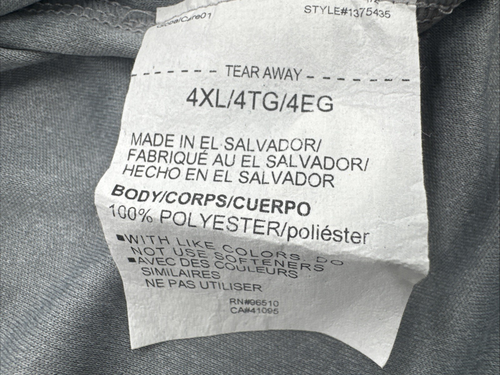 STYLE#1375435
TEAR AWAY
4XL/4TG/4EG
MADE IN EL SALVADOR/
FABRIQUÉ AU EL SALVADOR/
HECHO EN EL SALVADOR
BODY/CORPS/CUERPO
100% POLYESTER/poliéster
▪WITH LIKE COLORS. DO
NOT USE SOFTENERS
▪AVEC DES COULEURS
SIMILAIRES
NE PAS UTILISER
RN#96510
CA#41095